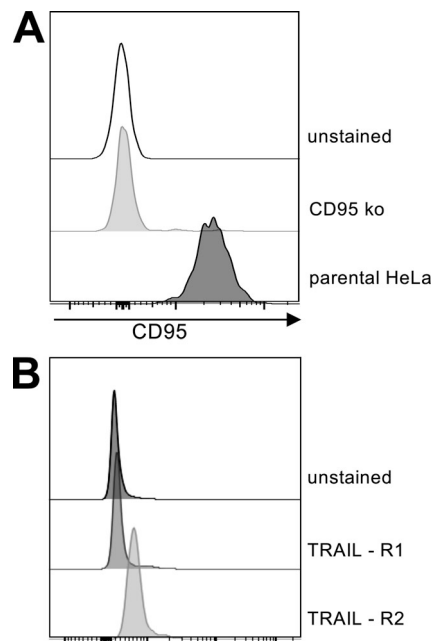 A
unstained
CD95 ko
parental HeLa
CD95
B
unstained
TRAIL - R1
TRAIL - R2